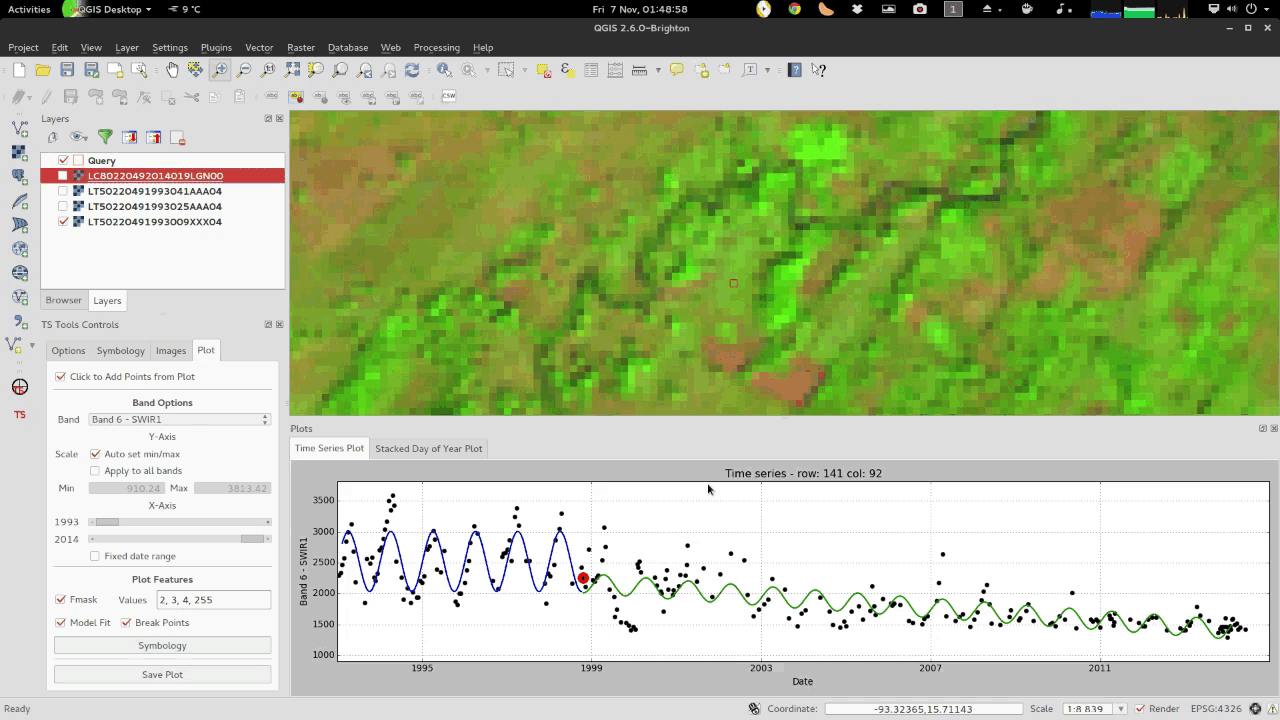 Activities QGIS Desktop 9 °C Fri 7 Nov, 01:48:58 1
QGIS 2.6.0-Brighton
Project Edit View Layer Settings Plugins Vector Raster Database Web Processing Help
CSW
Layers
Query
LC80220492014019LGN00
LT50220491993041AAA04
LT50220491993025AAA04
LT50220491993009XXX04
Browser Layers
TS Tools Controls
Options Symbology Images Plot
Click to Add Points from Plot
Band Options
Band Band 6 - SWIR1
Y-Axis
Scale Auto set min/max
Apply to all bands
Min 910.24 Max 3813.42
X-Axis
1993
2014
Fixed date range
Plot Features
Fmask Values 2, 3, 4, 255
Model Fit Break Points
Symbology
Save Plot
TS
Plots
Time Series Plot Stacked Day of Year Plot
Time series - row: 141 col: 92
Band 6 - SWIR1
3500
3000
2500
2000
1500
1000
1995 1999 2003 2007 2011
Date
Ready Coordinate: -93.32365,15.71143 Scale 1:8 839 Render EPSG:4326